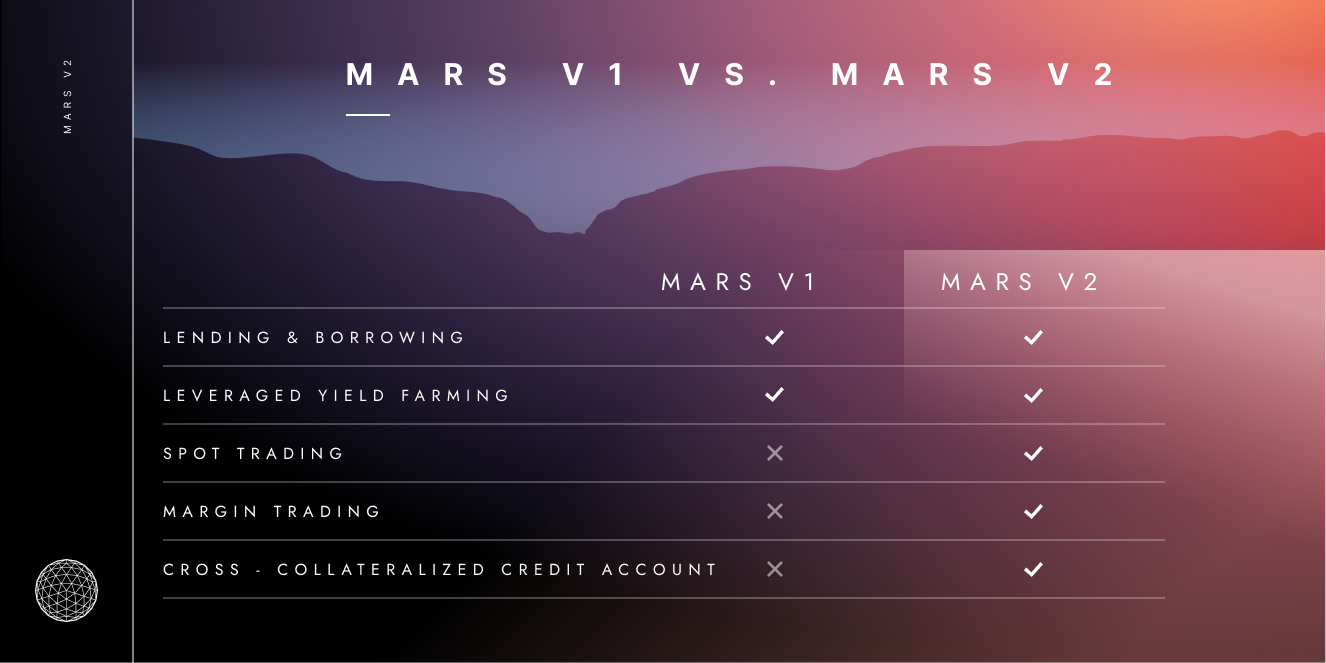 MARS V2
MARS V1 VS. MARS V2
MARS V1 MARS V2
LENDING & BORROWING
LEVERAGED YIELD FARMING
SPOT TRADING
MARGIN TRADING
CROSS - COLLATERALIZED CREDIT ACCOUNT